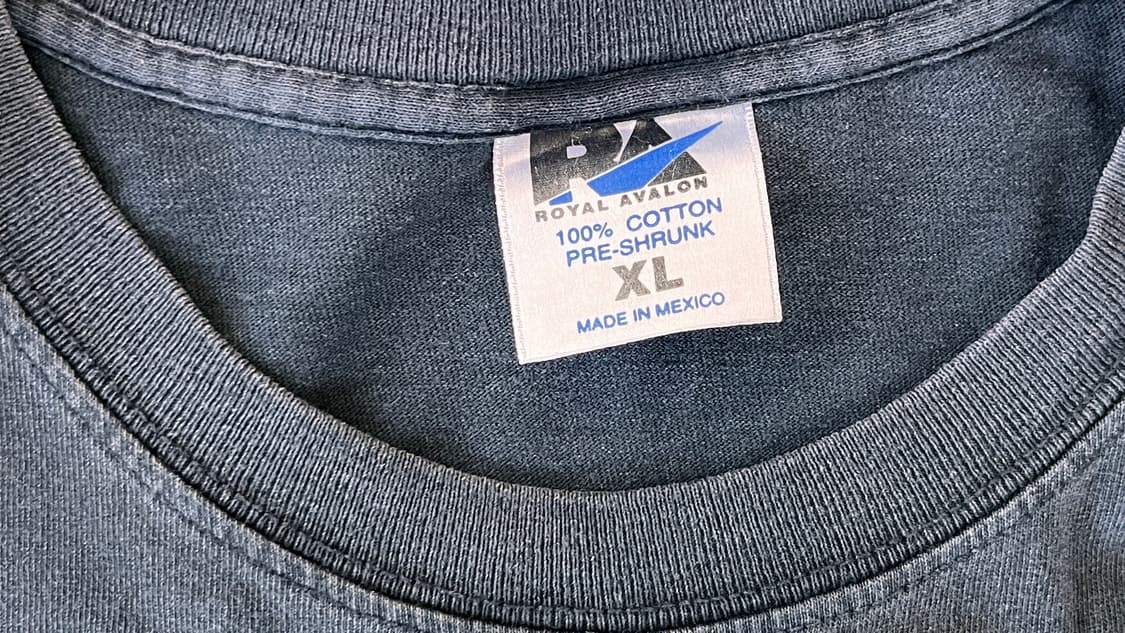 RA
ROYAL AVALON
100% COTTON
PRE-SHRUNK
XL
MADE IN MEXICO